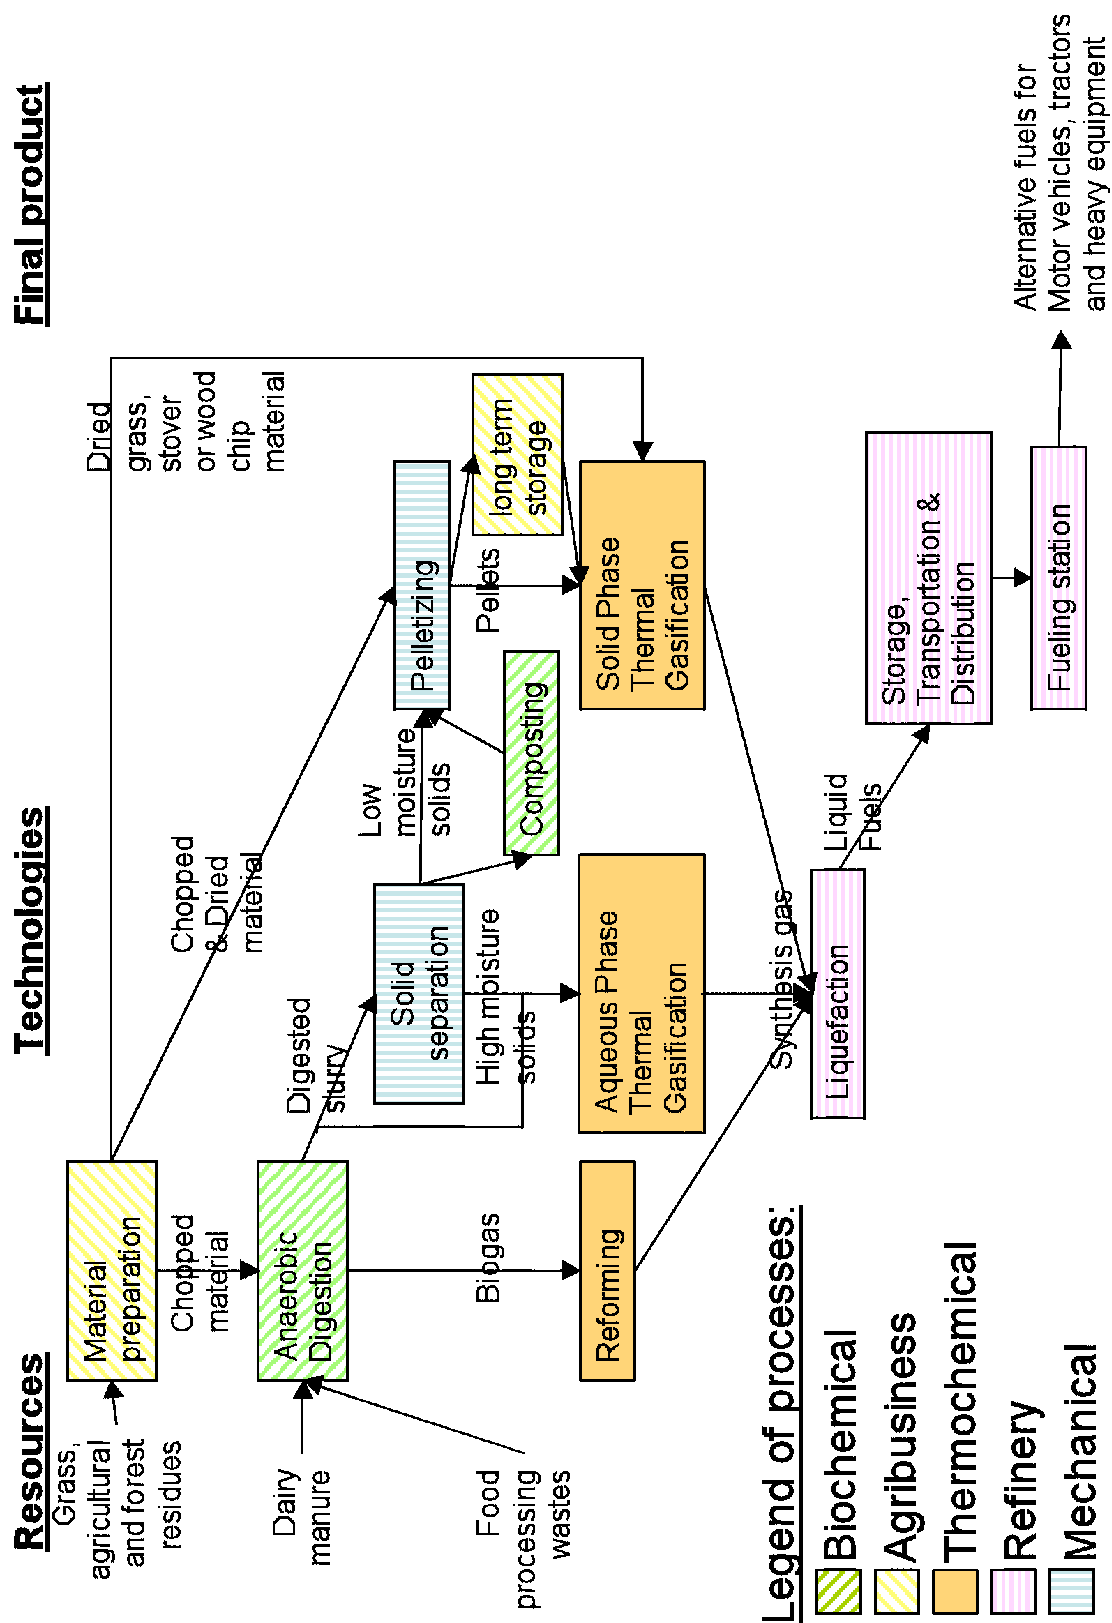 Resources
Technologies
Final product
Grass,
agricultural
and forest
residues
Material
preparation
Dried
grass,
stover
or wood
chip
material
Chopped
& Dried
material
Chopped
material
Dairy
manure
Anaerobic
Digestion
Digested
slurry
Solid
separation
Low
moisture
solids
Pelletizing
long term
storage
Pellets
Composting
High moisture
solids
Food
processing
wastes
Biogas
Reforming
Aqueous Phase
Thermal
Gasification
Solid Phase
Thermal
Gasification
Synthesis gas
Liquefaction
Liquid
Fuels
Storage,
Transportation &
Distribution
Fueling station
Alternative fuels for
Motor vehicles, tractors
and heavy equipment
Legend of processes:
Biochemical
Agribusiness
Thermochemical
Refinery
Mechanical